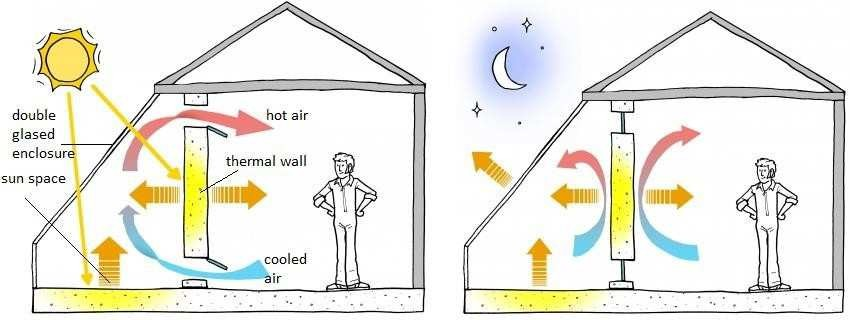 hot air
double
glased
enclosure
thermal wall
sun space
cooled
air